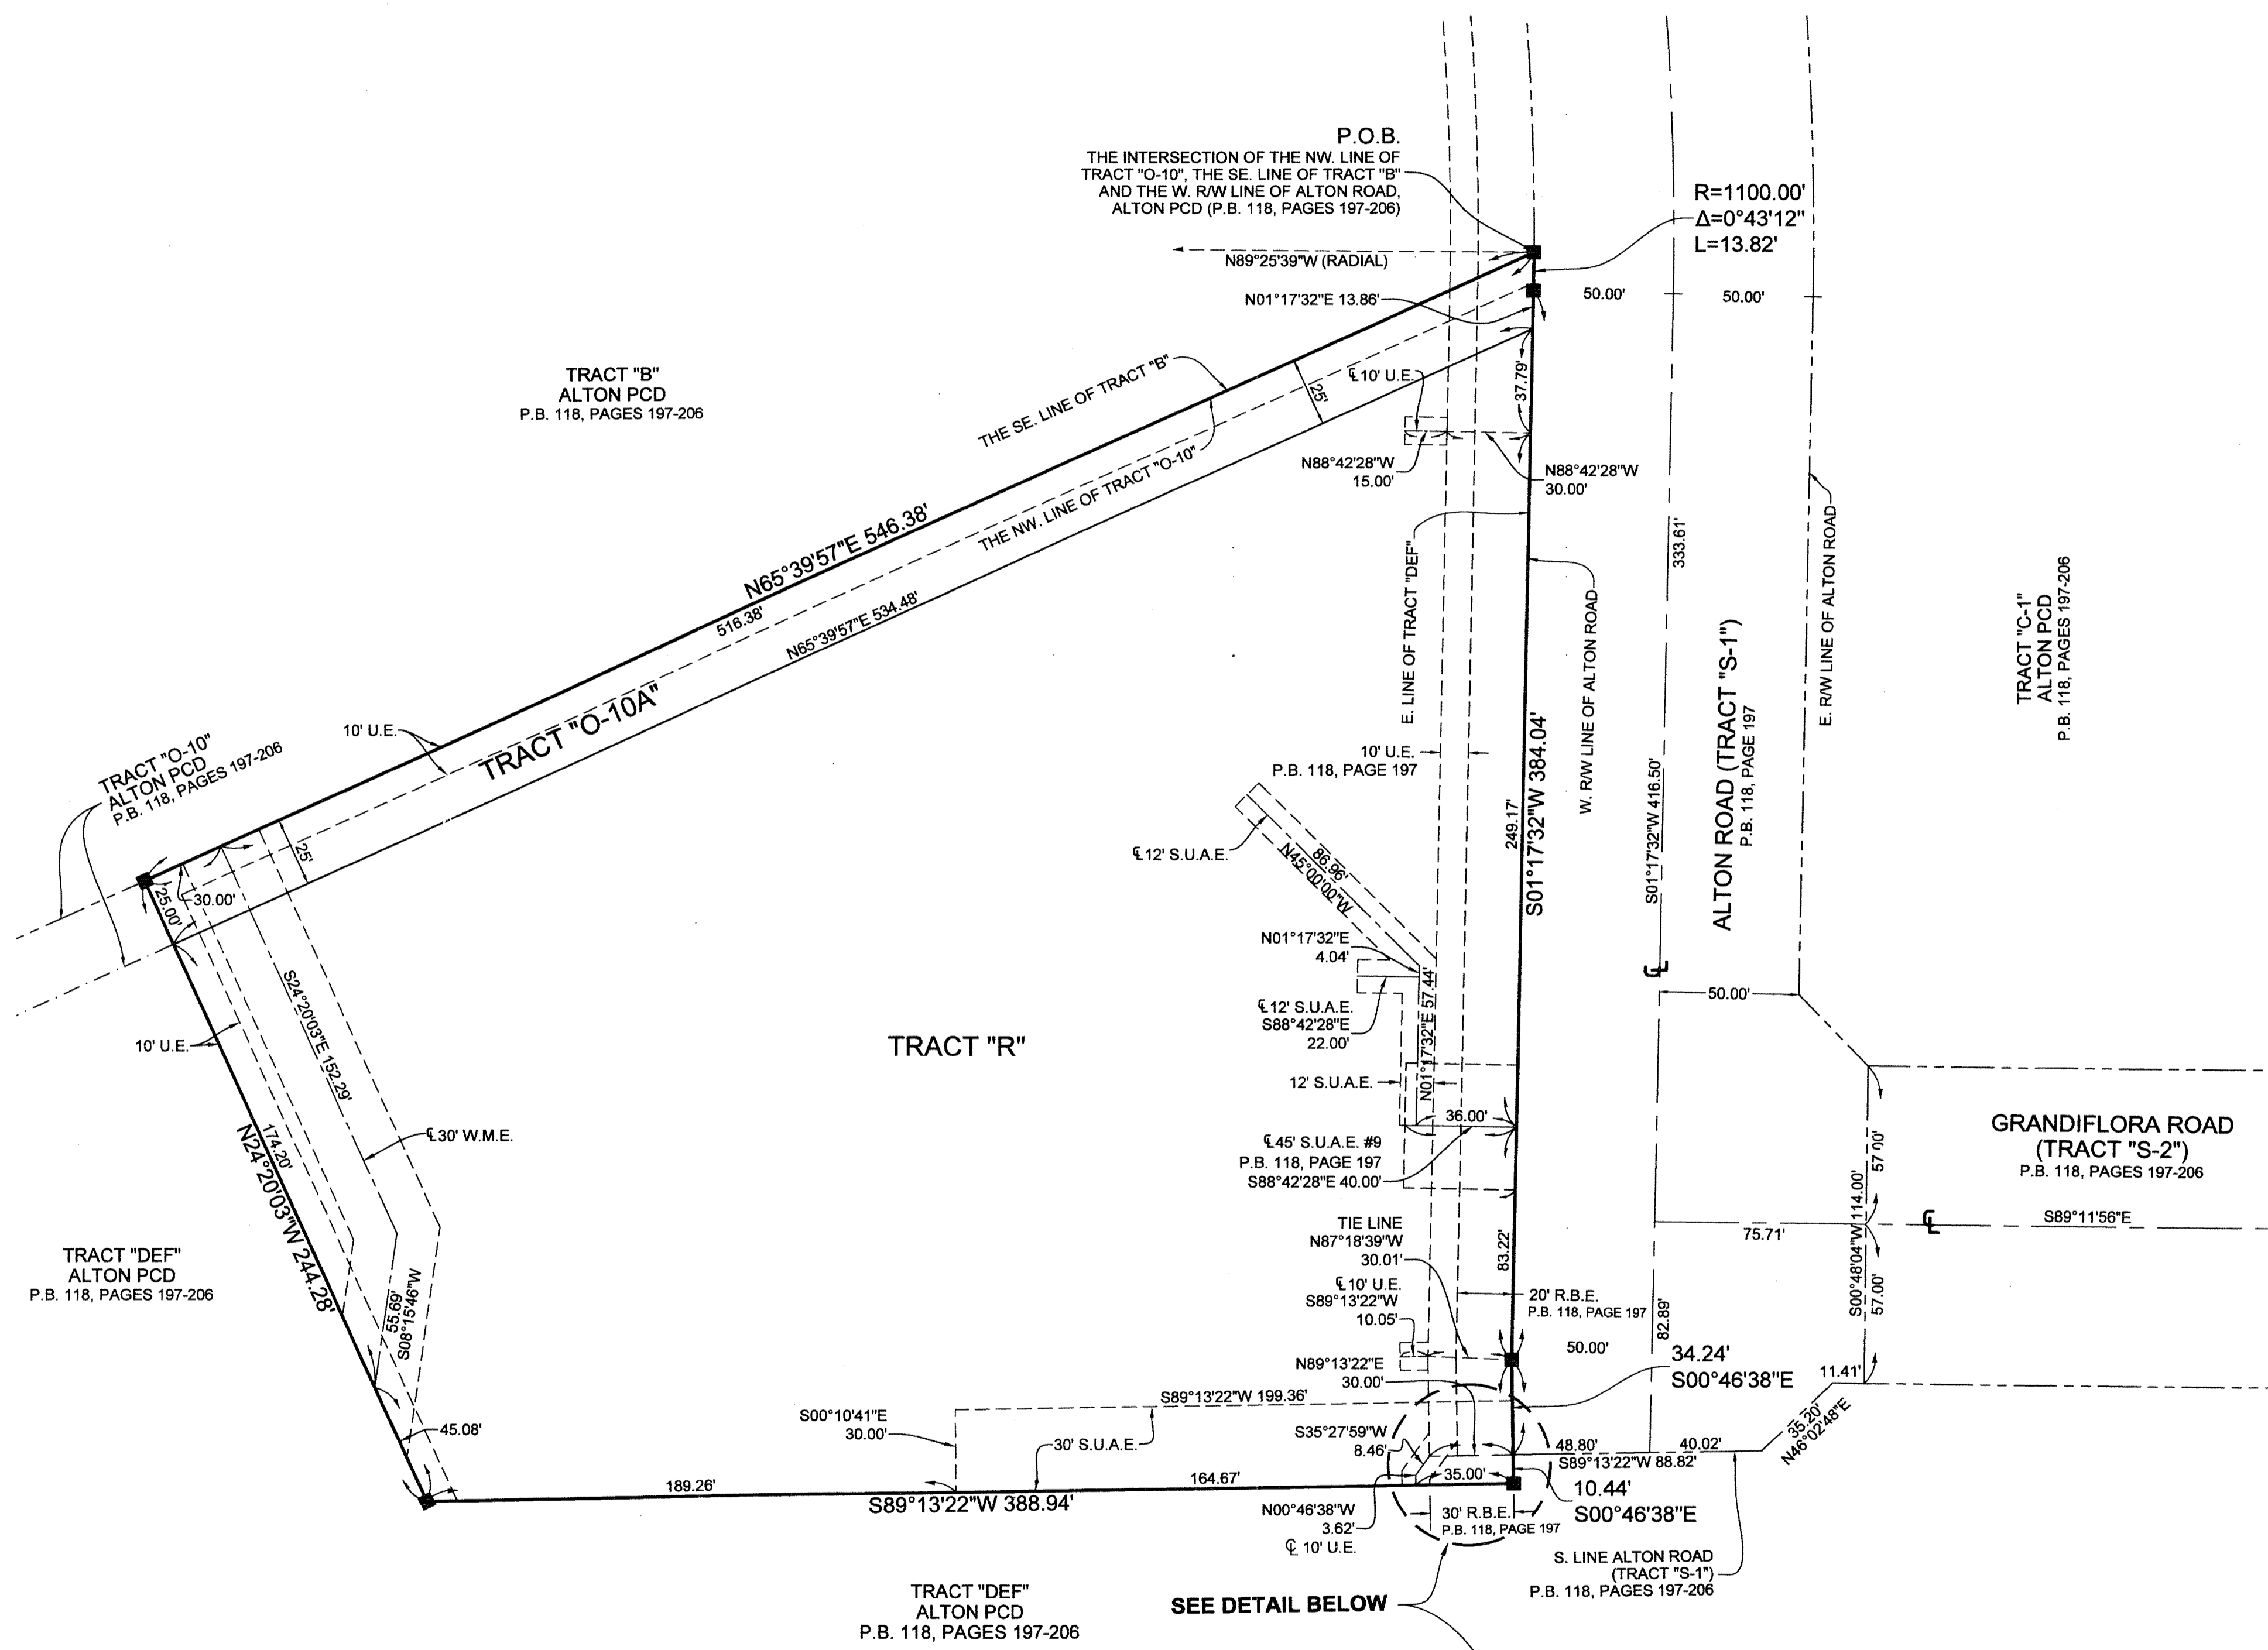 P.O.B.
THE INTERSECTION OF THE NW. LINE OF
TRACT "O-10", THE SE. LINE OF TRACT "B"
AND THE W. R/W LINE OF ALTON ROAD,
ALTON PCD (P.B. 118, PAGES 197-206)
R=1100.00'
Δ=0°43'12"
L=13.82'
N89°25'39"W (RADIAL)
N01°17'32"E 13.86'
50.00'
50.00'
TRACT "B"
ALTON PCD
P.B. 118, PAGES 197-206
THE SE. LINE OF TRACT "B"
℄10' U.E.
25'
37.79'
THE NW. LINE OF TRACT "O-10"
N88°42'28"W
15.00'
N88°42'28"W
30.00'
N65°39'57"E 546.38'
516.38'
N65°39'57"E 534.48'
E. LINE OF TRACT "DEF"
W. R/W LINE OF ALTON ROAD
333.61'
E. R/W LINE OF ALTON ROAD
TRACT "C-1"
ALTON PCD
P.B. 118, PAGES 197-206
ALTON ROAD (TRACT "S-1")
P.B. 118, PAGE 197
S01°17'32"W 416.50'
S01°17'32"W 384.04'
249.17'
10' U.E.
P.B. 118, PAGE 197
10' U.E.
TRACT "O-10A"
TRACT "O-10"
ALTON PCD
P.B. 118, PAGES 197-206
25'
25.00'
30.00'
℄12' S.U.A.E.
86.96'
N45°00'00"W
N01°17'32"E
4.04'
℄12' S.U.A.E.
S88°42'28"E
22.00'
N01°17'32"E 57.44'
℄
50.00'
S24°20'03"E 152.29'
10' U.E.
TRACT "R"
12' S.U.A.E.
36.00'
℄45' S.U.A.E. #9
P.B. 118, PAGE 197
S88°42'28"E 40.00'
℄30' W.M.E.
174.20'
N24°20'03"W 244.28'
GRANDIFLORA ROAD
(TRACT "S-2")
P.B. 118, PAGES 197-206
57.00'
S00°48'04"W 114.00'
57.00'
℄
S89°11'56"E
75.71'
TRACT "DEF"
ALTON PCD
P.B. 118, PAGES 197-206
TIE LINE
N87°18'39"W
30.01'
83.22'
℄10' U.E.
S89°13'22"W
10.05'
20' R.B.E.
P.B. 118, PAGE 197
82.89'
55.69'
S08°15'46"W
50.00'
34.24'
S00°46'38"E
11.41'
N89°13'22"E
30.00'
S89°13'22"W 199.36'
S00°10'41"E
30.00'
30' S.U.A.E.
S35°27'59"W
8.46'
45.08'
48.80'
40.02'
S89°13'22"W 88.82'
35.20'
N46°02'48"E
189.26'
164.67'
35.00'
S89°13'22"W 388.94'
10.44'
S00°46'38"E
N00°46'38"W
3.62'
℄ 10' U.E.
30' R.B.E.
P.B. 118, PAGE 197
S. LINE ALTON ROAD
(TRACT "S-1")
P.B. 118, PAGES 197-206
TRACT "DEF"
ALTON PCD
P.B. 118, PAGES 197-206
SEE DETAIL BELOW